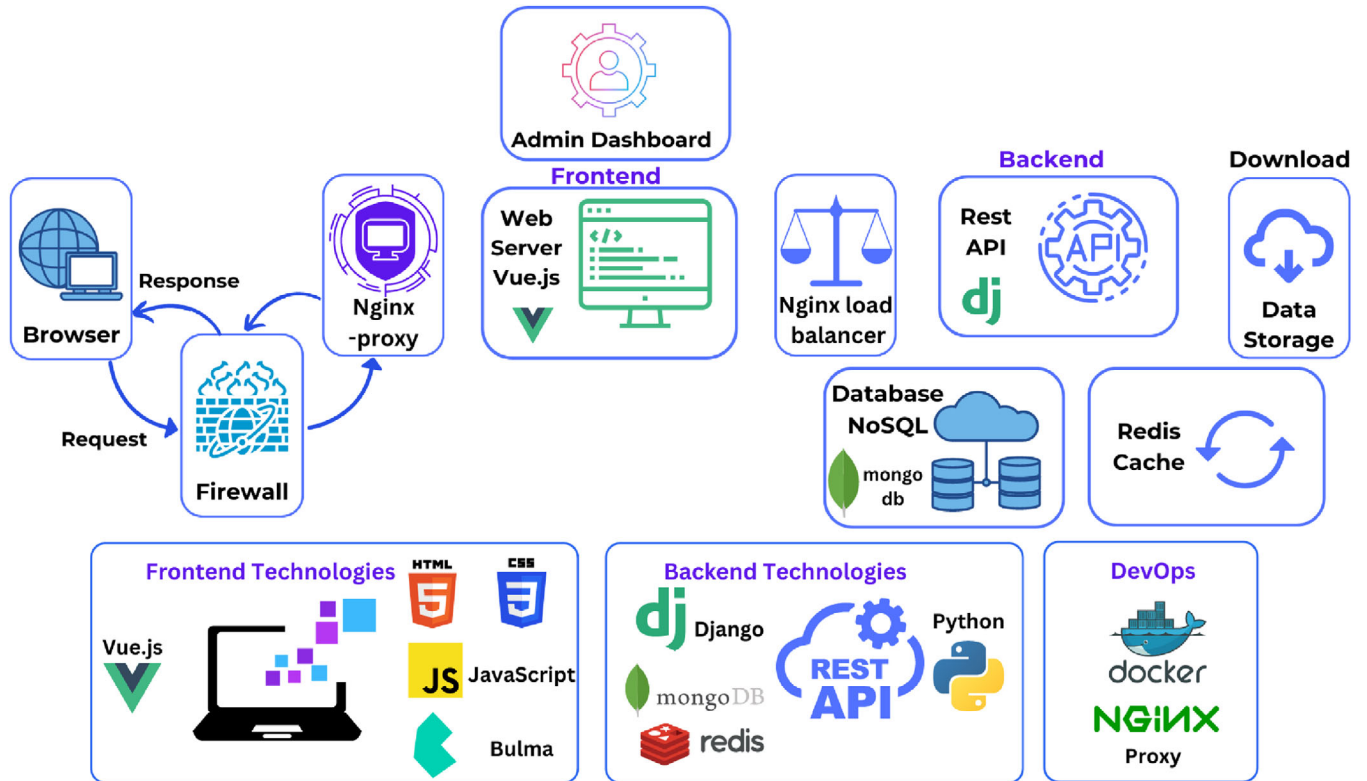 Admin Dashboard
Frontend
Web
Server
Vue.js
Backend
Rest
API
dj
API
Download
Data
Storage
Response
Browser
Request
Firewall
Nginx
-proxy
Nginx load
balancer
Database
NoSQL
mongo
db
Redis
Cache
Frontend Technologies
Vue.js
HTML
5
CSS
3
JS JavaScript
Bulma
Backend Technologies
dj Django
mongoDB
redis
REST
API
Python
DevOps
docker
NGiNX
Proxy